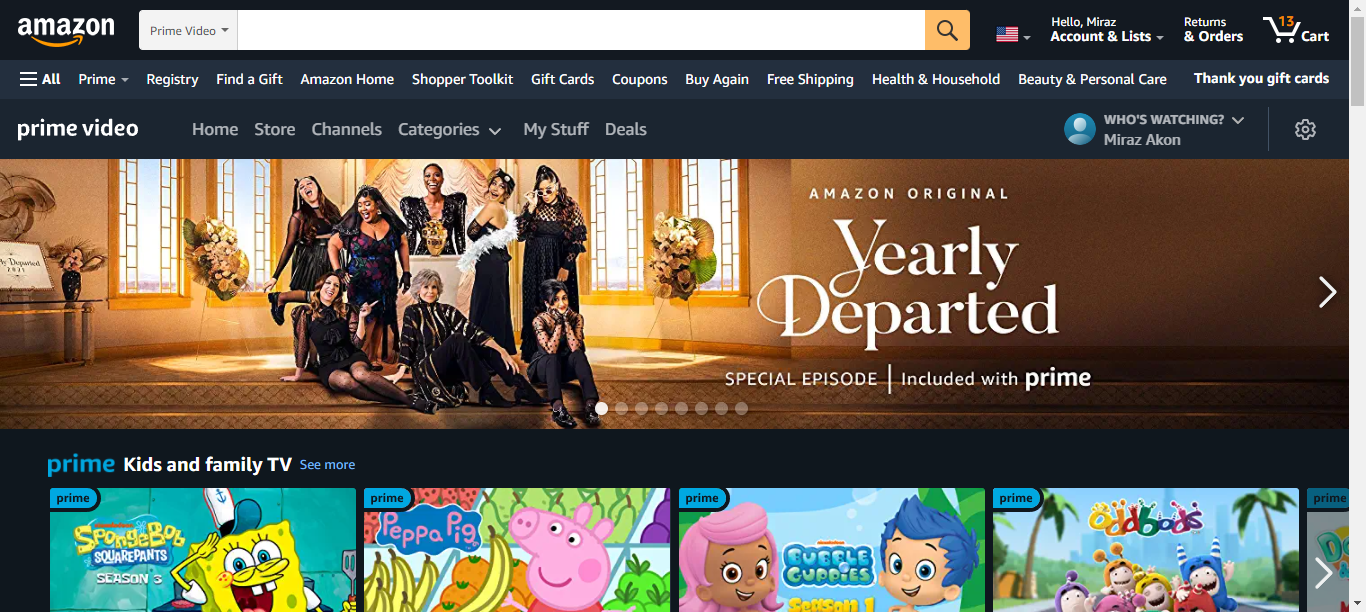 amazon
Prime Video
Hello, Miraz
Account & Lists
Returns
& Orders
13
Cart
All Prime Registry Find a Gift Amazon Home Shopper Toolkit Gift Cards Coupons Buy Again Free Shipping Health & Household Beauty & Personal Care Thank you gift cards
prime video Home Store Channels Categories My Stuff Deals
WHO'S WATCHING?
Miraz Akon
AMAZON ORIGINAL
Yearly
Departed
SPECIAL EPISODE | Included with prime
Departed
2021
prime Kids and family TV See more
prime
nickelodeon
SpongeBob
SQUAREPANTS
SEASON 3
prime
Peppa Pig
prime
nickelodeon
BUBBLE
GUPPIES
Season 1
prime
Oddbods
prime